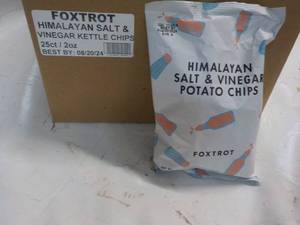 FOXTROT
HIMALAYAN SALT &
VINEGAR KETTLE CHIPS
25ct / 2oz
BEST BY: 08/20/24
HIMALAYAN
SALT & VINEGAR
POTATO CHIPS
FOXTROT